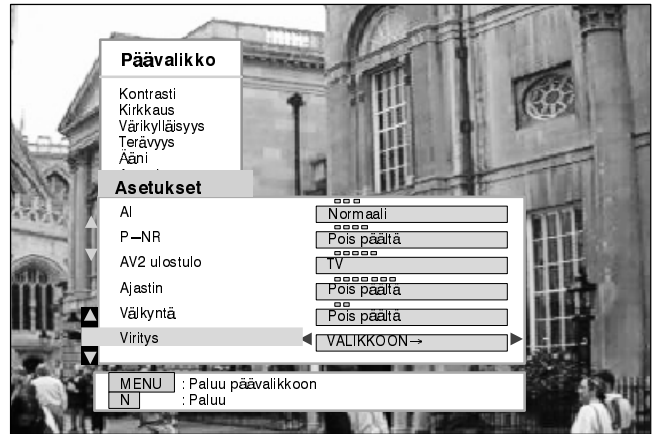 Päävalikko
Kontrasti
Kirkkaus
Värikylläisyys
Terävyys
Ääni
Asetukset
AI Normaali
P–NR Pois päältä
AV2 ulostulo TV
Ajastin Pois päältä
Välkyntä Pois päältä
Viritys VALIKKOON→
MENU : Paluu päävalikkoon
N : Paluu